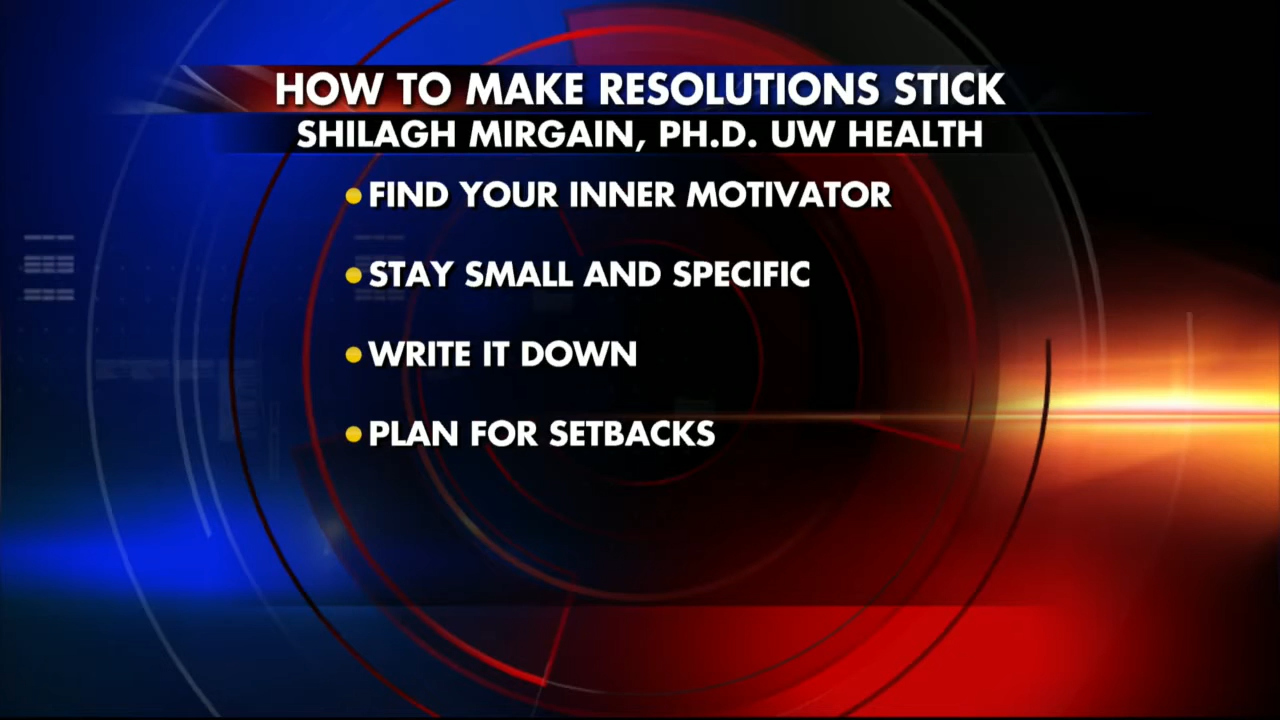 HOW TO MAKE RESOLUTIONS STICK
SHILAGH MIRGAIN, PH.D. UW HEALTH
FIND YOUR INNER MOTIVATOR
STAY SMALL AND SPECIFIC
WRITE IT DOWN
PLAN FOR SETBACKS